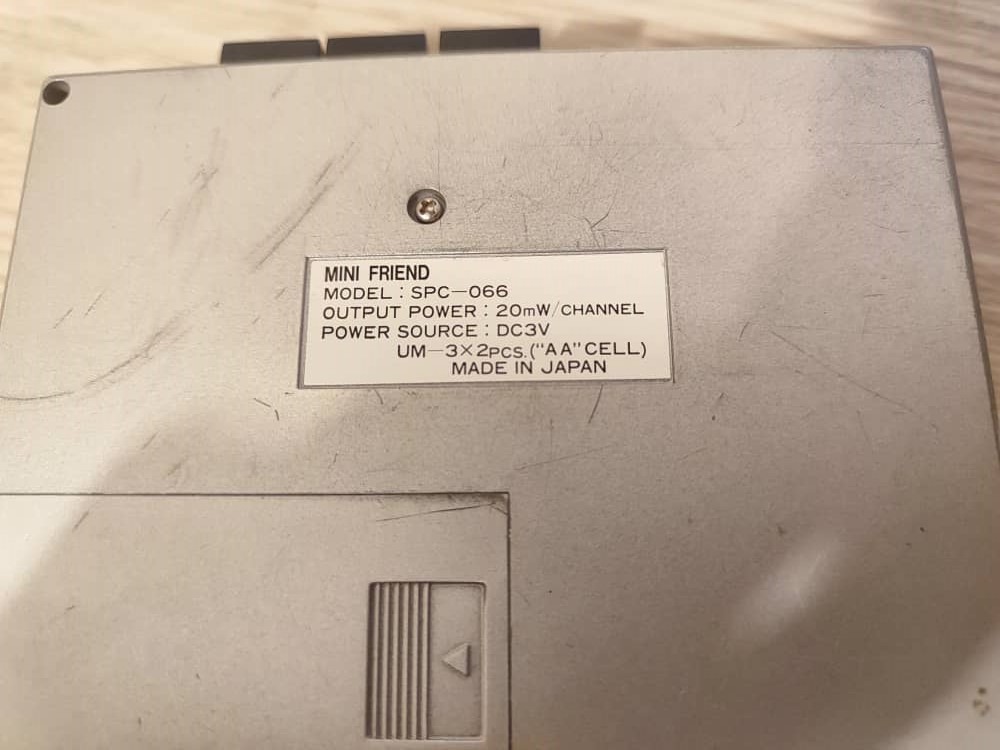 MINI FRIEND
MODEL : SPC-066
OUTPUT POWER : 20mW/CHANNEL
POWER SOURCE : DC3V
UM-3×2PCS. ("AA" CELL)
MADE IN JAPAN